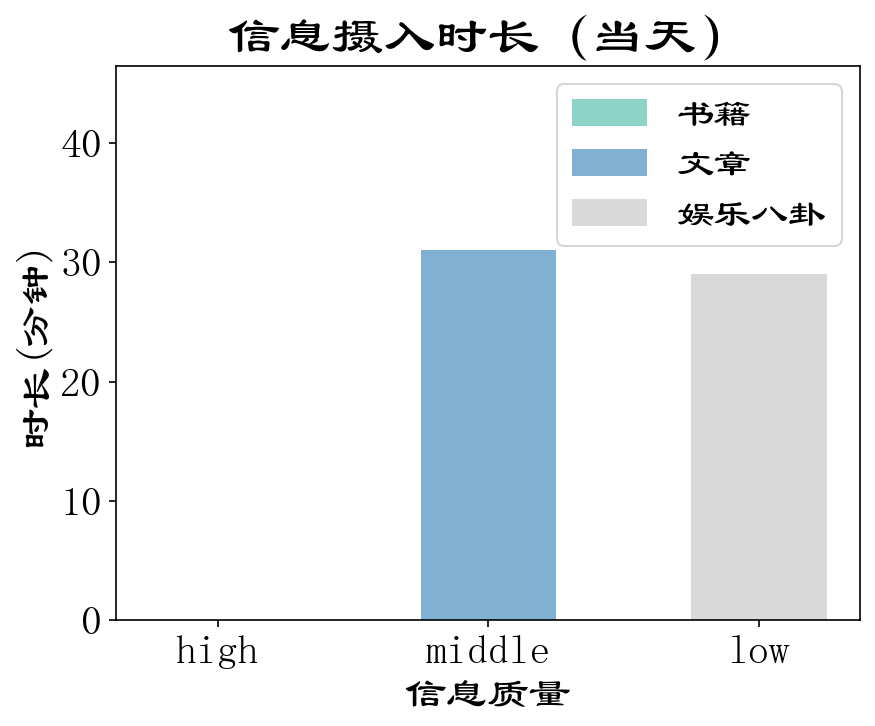 信息摄入时长（当天）
书籍
文章
娱乐八卦
时长(分钟)
40
30
20
10
0
high middle low
信息质量